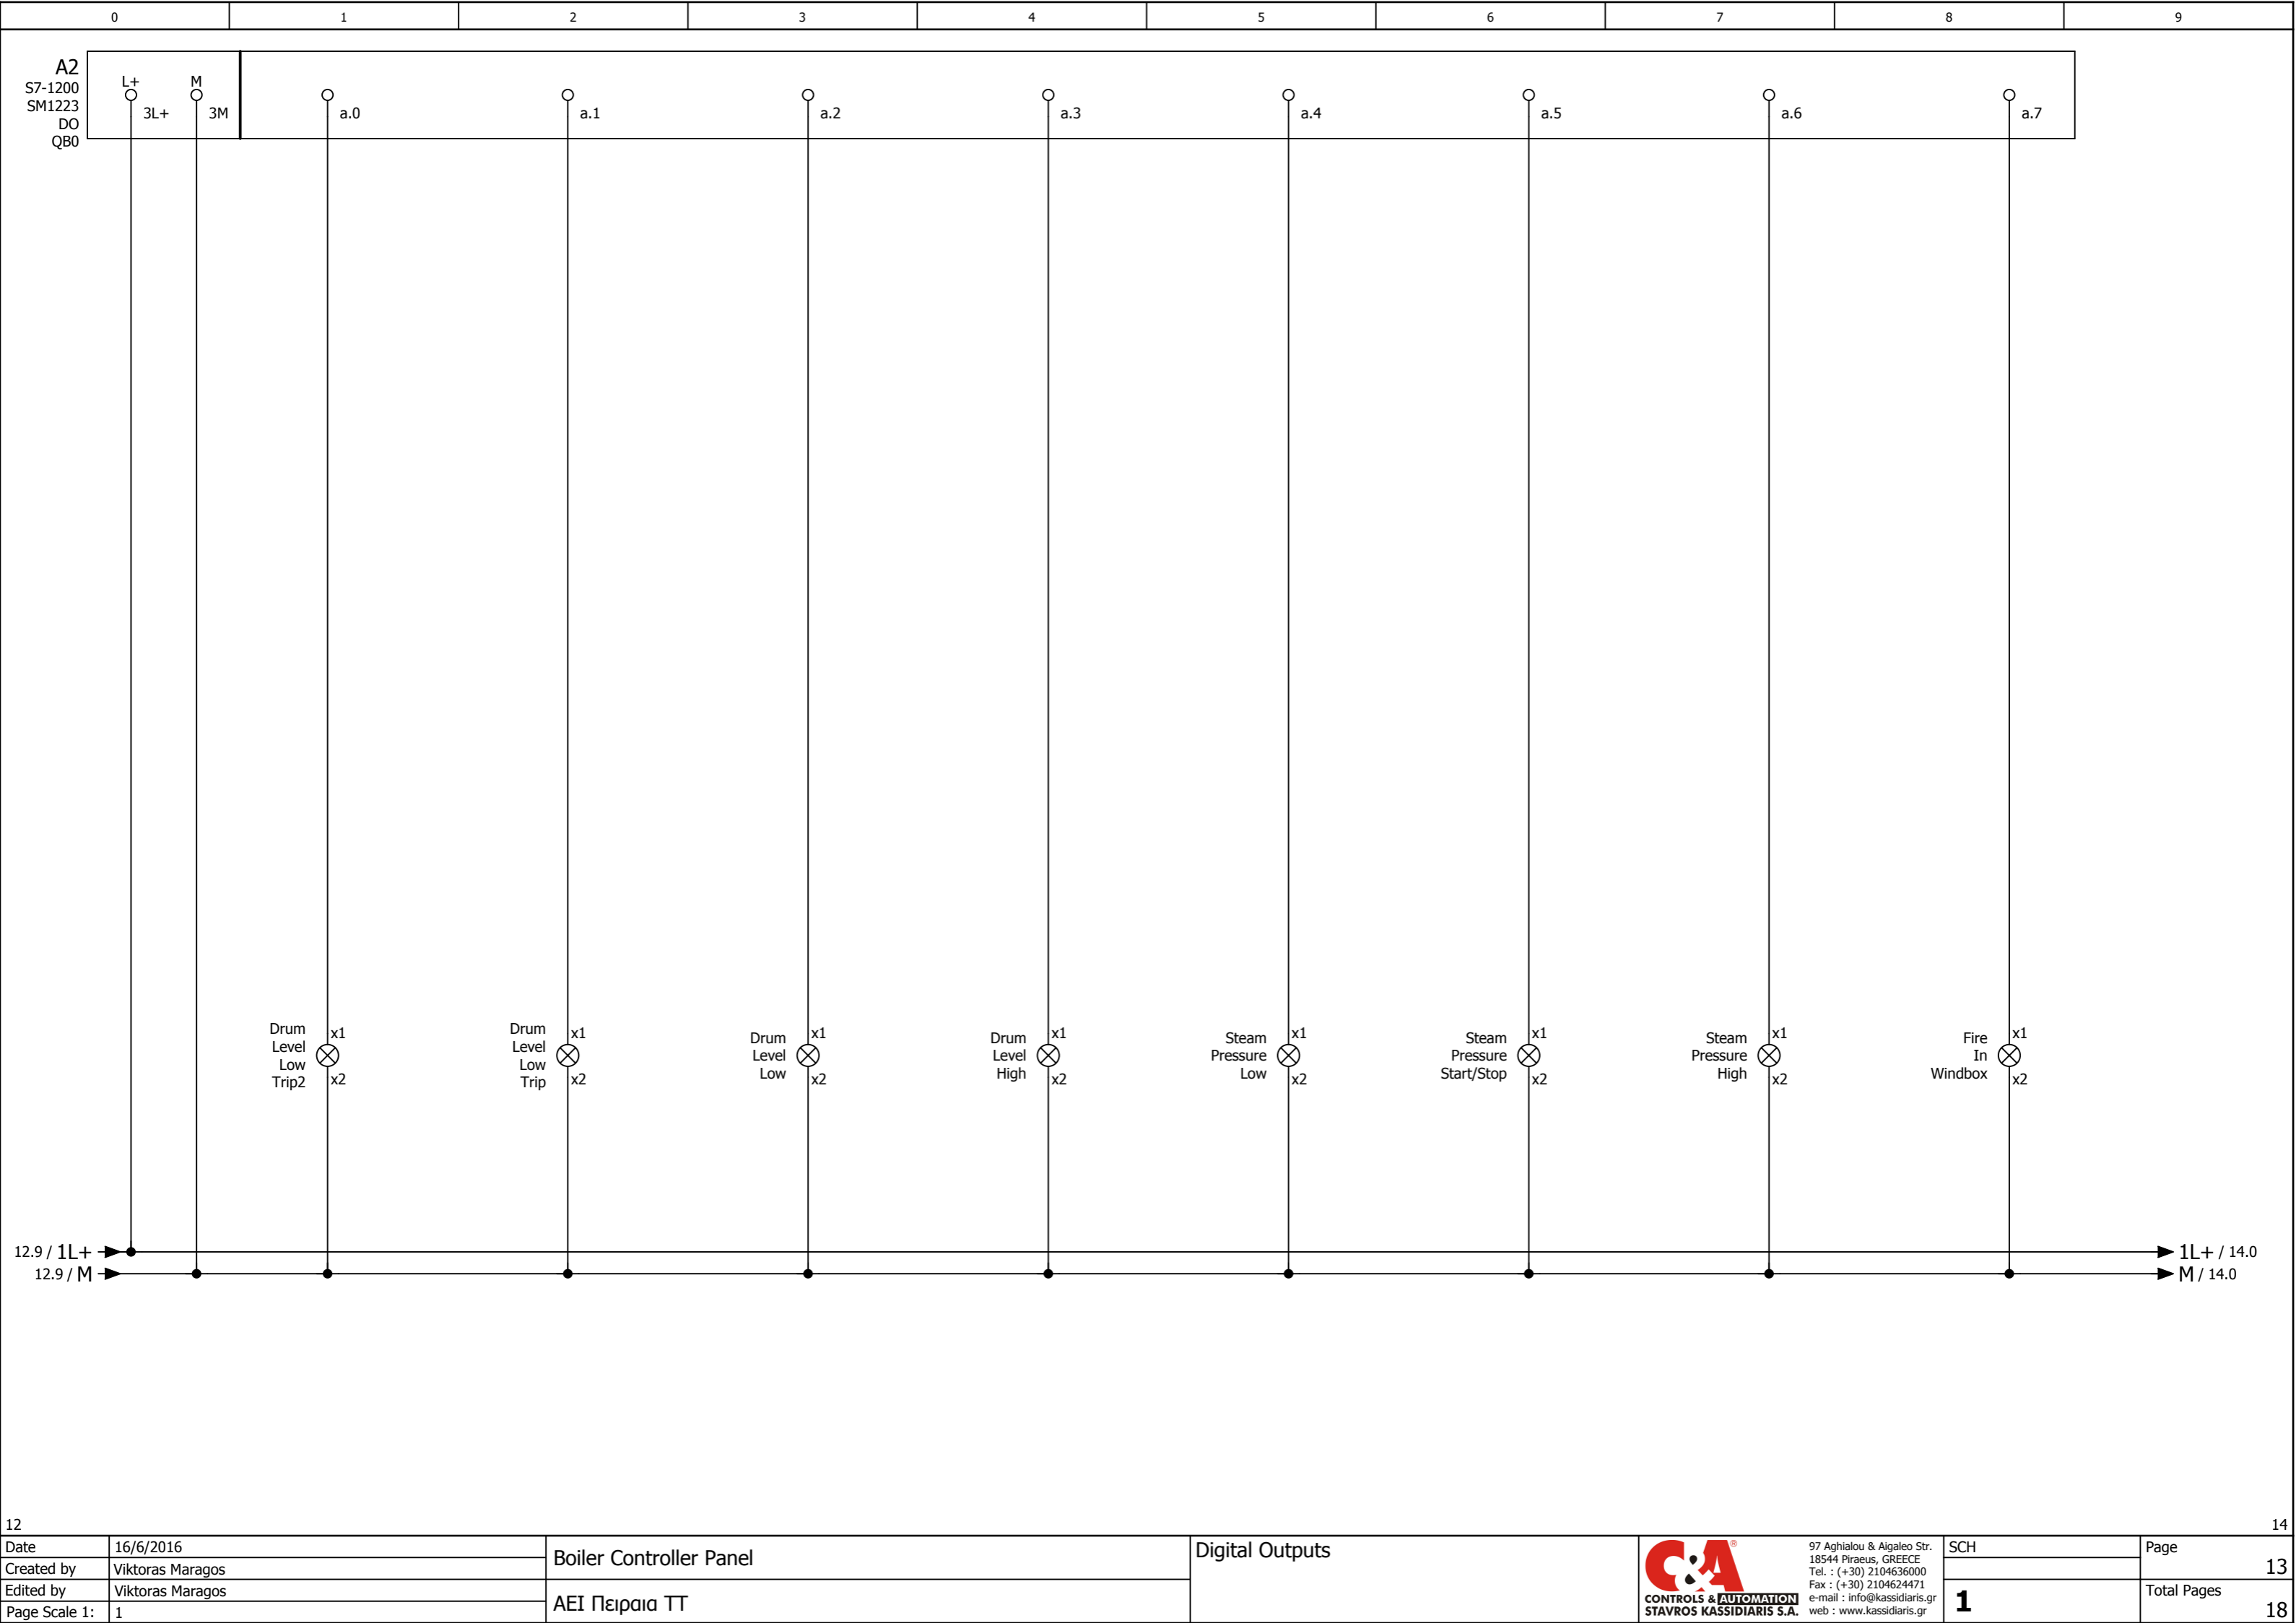 0 1 2 3 4 5 6 7 8 9
A2
S7-1200
SM1223
DO
QB0
L+ M
3L+ 3M a.0 a.1 a.2 a.3 a.4 a.5 a.6 a.7
Drum
Level
Low
Trip2
x1
x2
Drum
Level
Low
Trip
x1
x2
Drum
Level
Low
x1
x2
Drum
Level
High
x1
x2
Steam
Pressure
Low
x1
x2
Steam
Pressure
Start/Stop
x1
x2
Steam
Pressure
High
x1
x2
Fire
In
Windbox
x1
x2
12.9 / 1L+ 1L+ / 14.0
12.9 / M M / 14.0
12 14
Date 16/6/2016
Created by Viktoras Maragos
Edited by Viktoras Maragos
Page Scale 1: 1
Boiler Controller Panel
ΑΕΙ Πειραια ΤΤ
Digital Outputs
C&A®
CONTROLS & AUTOMATION
STAVROS KASSIDIARIS S.A.
97 Aghialou & Aigaleo Str.
18544 Piraeus, GREECE
Tel. : (+30) 2104636000
Fax : (+30) 2104624471
e-mail : info@kassidiaris.gr
web : www.kassidiaris.gr
SCH
1
Page
13
Total Pages
18